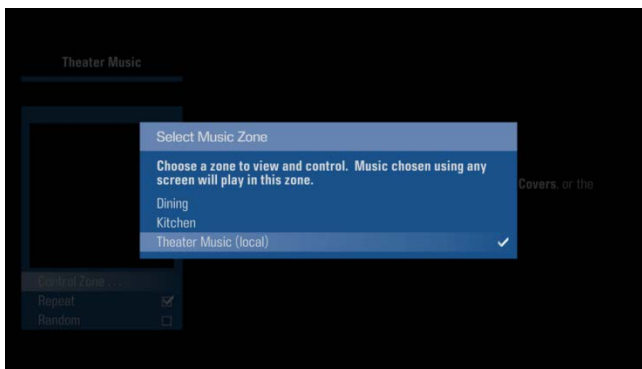 Theater Music
Select Music Zone
Choose a zone to view and control. Music chosen using any
screen will play in this zone.
Covers, or the
Dining
Kitchen
Theater Music (local)
Control Zone . . .
Repeat
Random